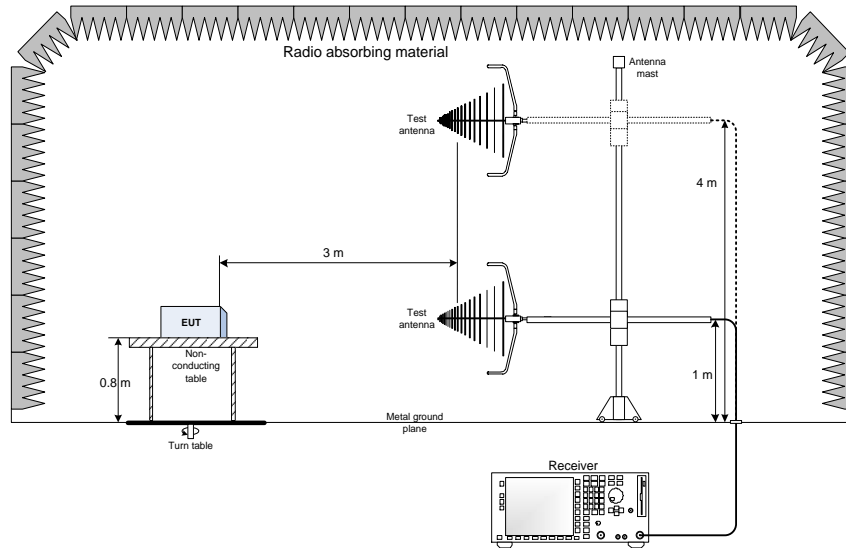 Radio absorbing material
Antenna
mast
Test
antenna
4 m
3 m
Test
antenna
EUT
Non-
conducting
table
0.8 m
1 m
Metal ground
plane
Turn table
Receiver